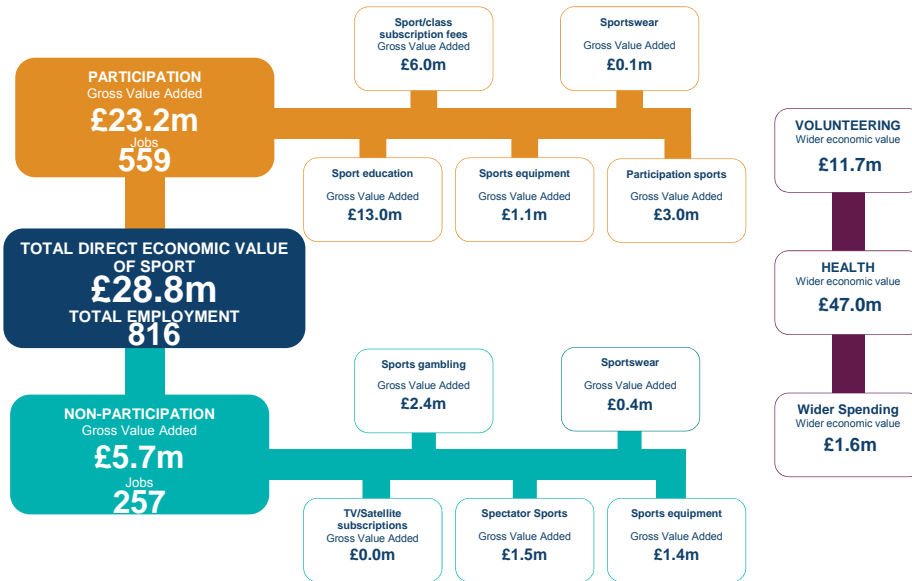 PARTICIPATION
Gross Value Added
£23.2m
Jobs
559
Sport/class
subscription fees
Gross Value Added
£6.0m
Sportswear
Gross Value Added
£0.1m
Sport education
Gross Value Added
£13.0m
Sports equipment
Gross Value Added
£1.1m
Participation sports
Gross Value Added
£3.0m
TOTAL DIRECT ECONOMIC VALUE
OF SPORT
£28.8m
TOTAL EMPLOYMENT
816
NON-PARTICIPATION
Gross Value Added
£5.7m
Jobs
257
Sports gambling
Gross Value Added
£2.4m
Sportswear
Gross Value Added
£0.4m
TV/Satellite
subscriptions
Gross Value Added
£0.0m
Spectator Sports
Gross Value Added
£1.5m
Sports equipment
Gross Value Added
£1.4m
VOLUNTEERING
Wider economic value
£11.7m
HEALTH
Wider economic value
£47.0m
Wider Spending
Wider economic value
£1.6m